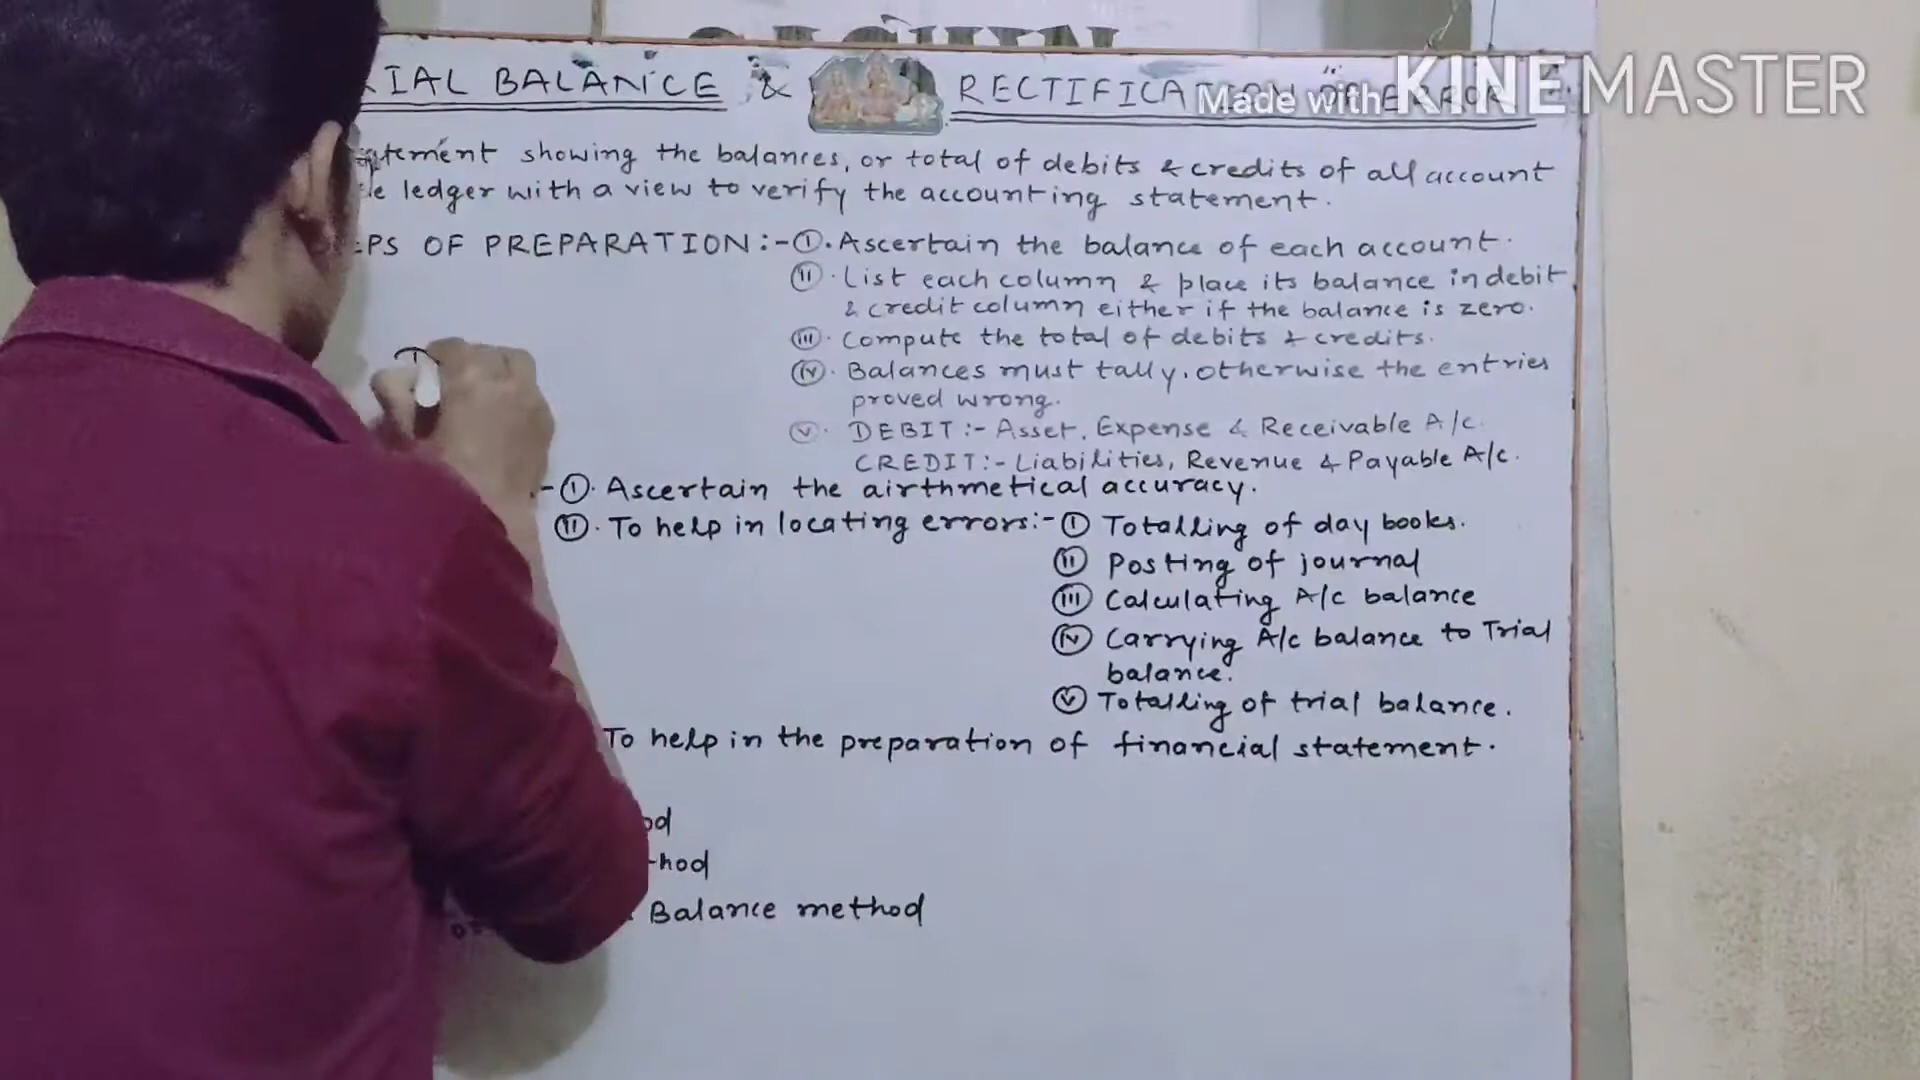 IAL BALANCE & RECTIFICATION OF ERROR
Made with KINEMASTER
atement showing the balances, or total of debits & credits of all account
le ledger with a view to verify the accounting statement.
EPS OF PREPARATION:- (I). Ascertain the balance of each account.
(II). List each column & place its balance in debit
& credit column either if the balance is zero.
(III). Compute the total of debits & credits.
(IV). Balances must tally, otherwise the entries
proved wrong.
(V). DEBIT:- Asset, Expense & Receivable A/c.
CREDIT:- Liabilities, Revenue & Payable A/c.
:- (I). Ascertain the airthmetical accuracy.
(II). To help in locating errors:- (I) Totalling of day books.
(II) Posting of journal
(III) Calculating A/c balance
(IV) Carrying A/c balance to Trial
balance.
(V) Totalling of trial balance.
To help in the preparation of financial statement.
od
hod
Balance method